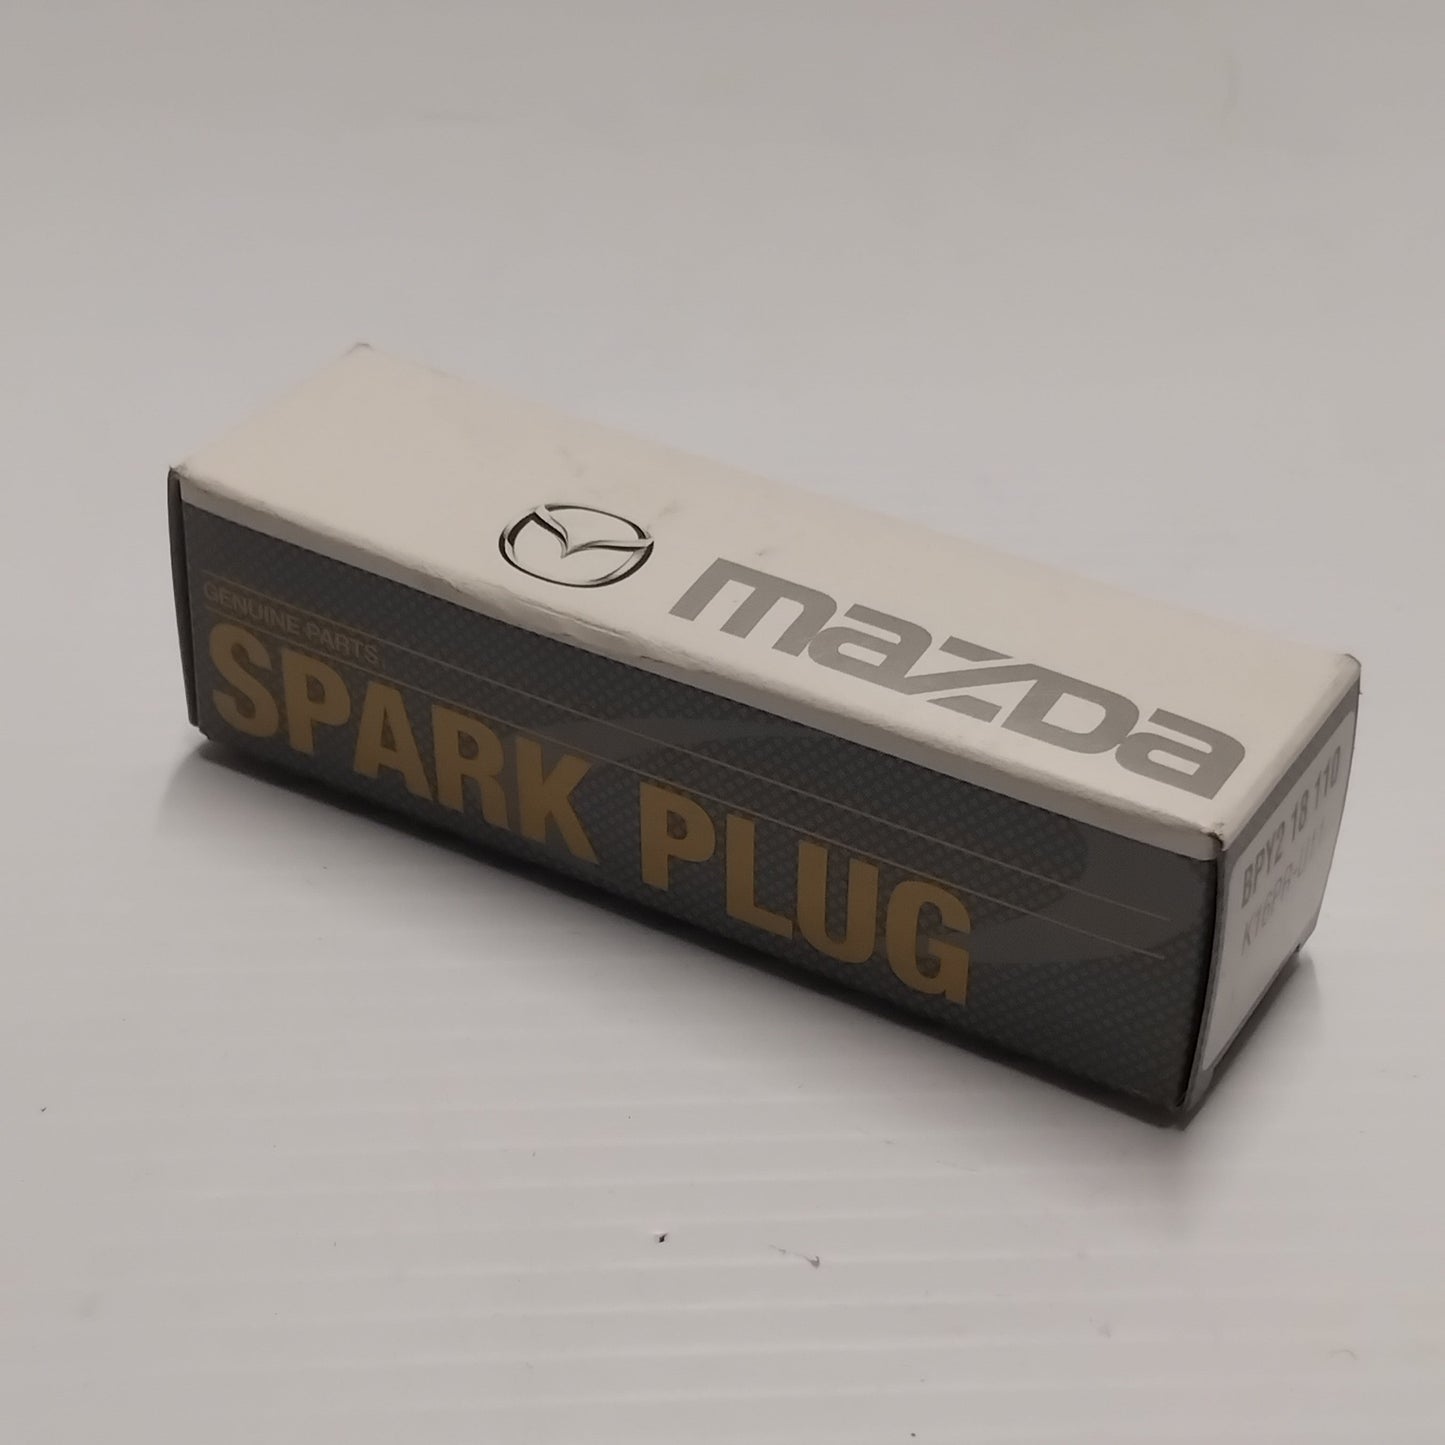 mazda
GENUINE PARTS
SPARK PLUG
BPY2 18 110